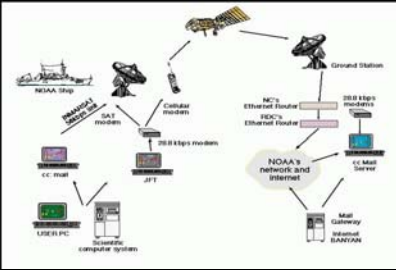 Ground Station
NOAA Ship
INMARSAT
link
SAT
modem
Cellular
modem
NC's
Ethernet Router
28.8 kbps
modems
RDC's
Ethernet Router
28.8 kbps modem
cc: mail
JFT
NOAA's
network and
internet
cc:Mail
Server
USER PC
Scientific
computer system
Mail
Gateway
Internet
BANYAN